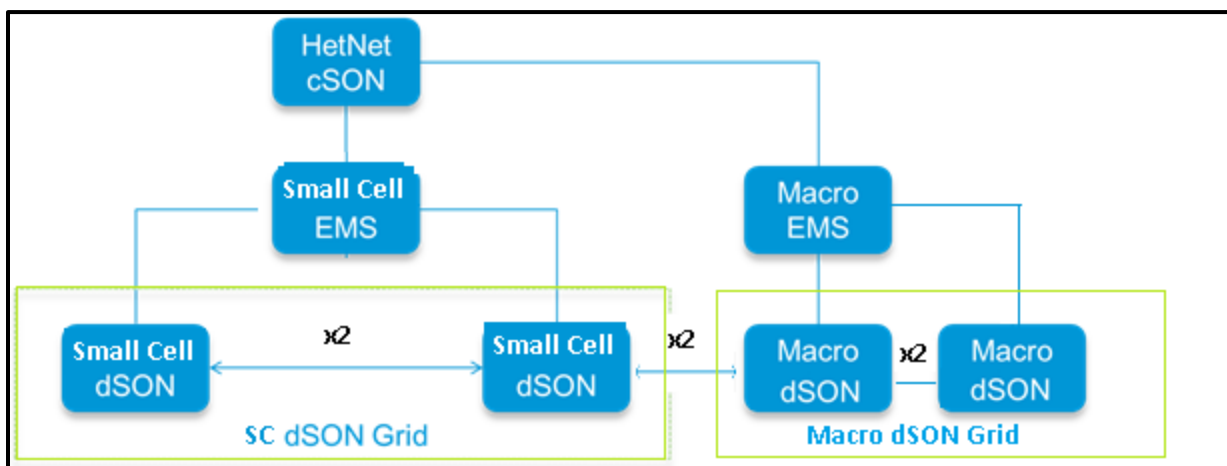 HetNet
cSON
Small Cell
EMS
Macro
EMS
x2
x2
x2
Small Cell
dSON
Small Cell
dSON
Macro
dSON
Macro
dSON
SC dSON Grid
Macro dSON Grid